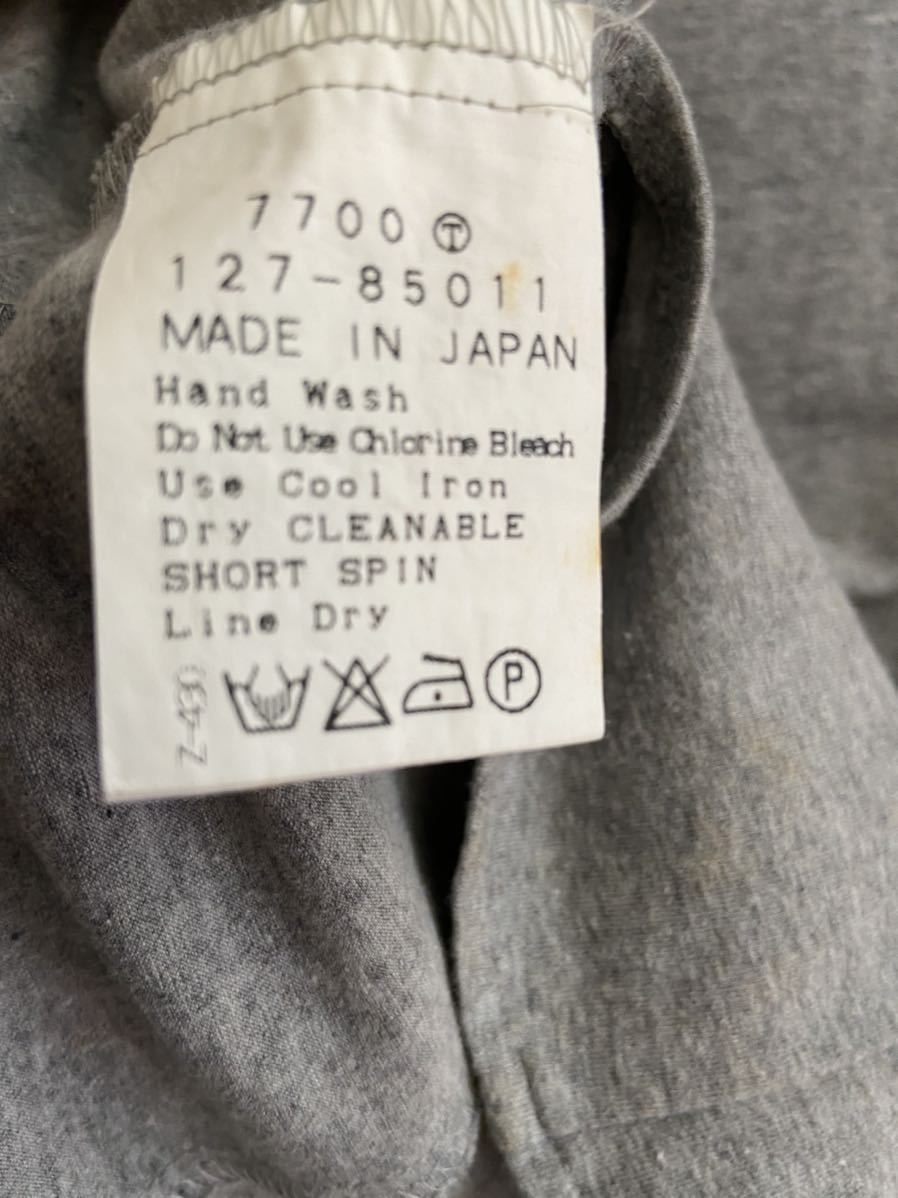 7700 Ⓣ
127-85011
MADE IN JAPAN
Hand Wash
Do Not Use Chlorine Bleach
Use Cool Iron
Dry CLEANABLE
SHORT SPIN
Line Dry
Z-430
P